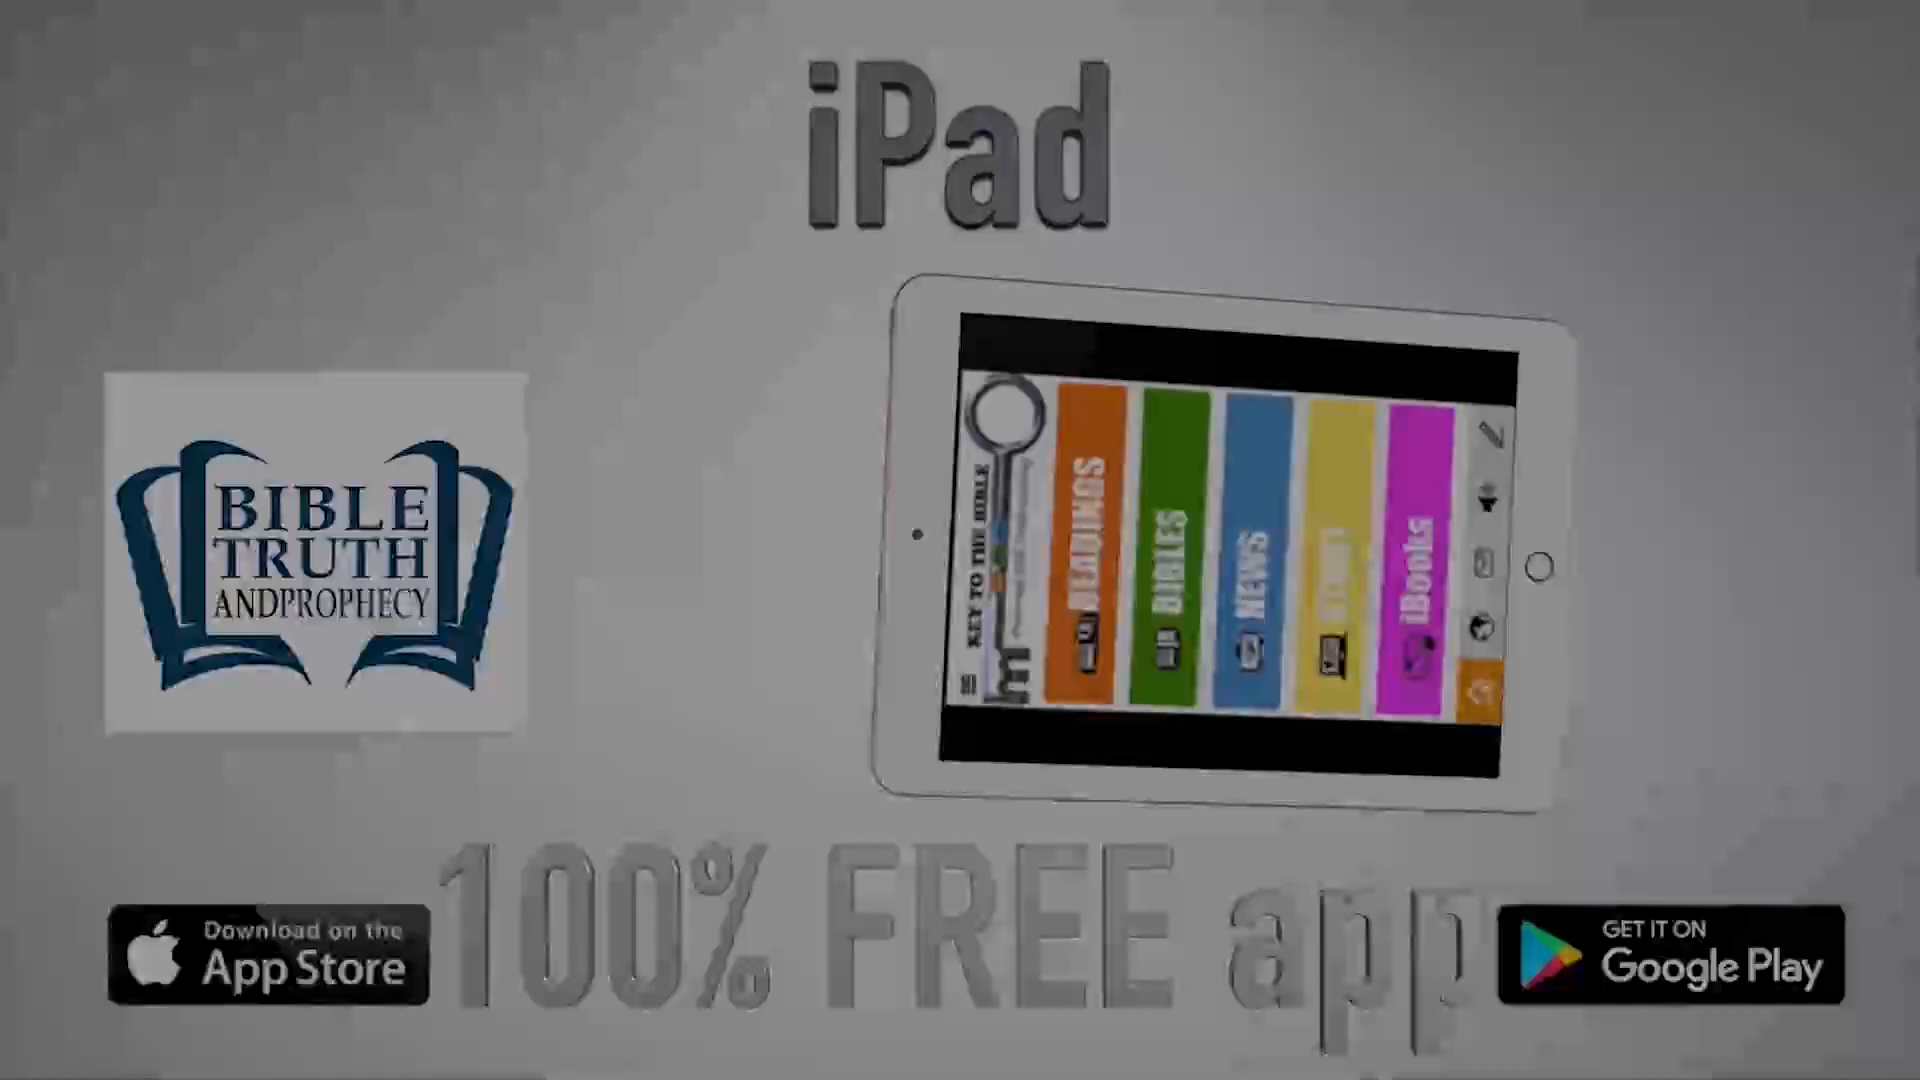 iPad
BIBLE
TRUTH
ANDPROPHECY
KEY TO THE BIBLE
READINGS
BIBLES
NEWS
iBooks
100% FREE app
Download on the
App Store
GET IT ON
Google Play